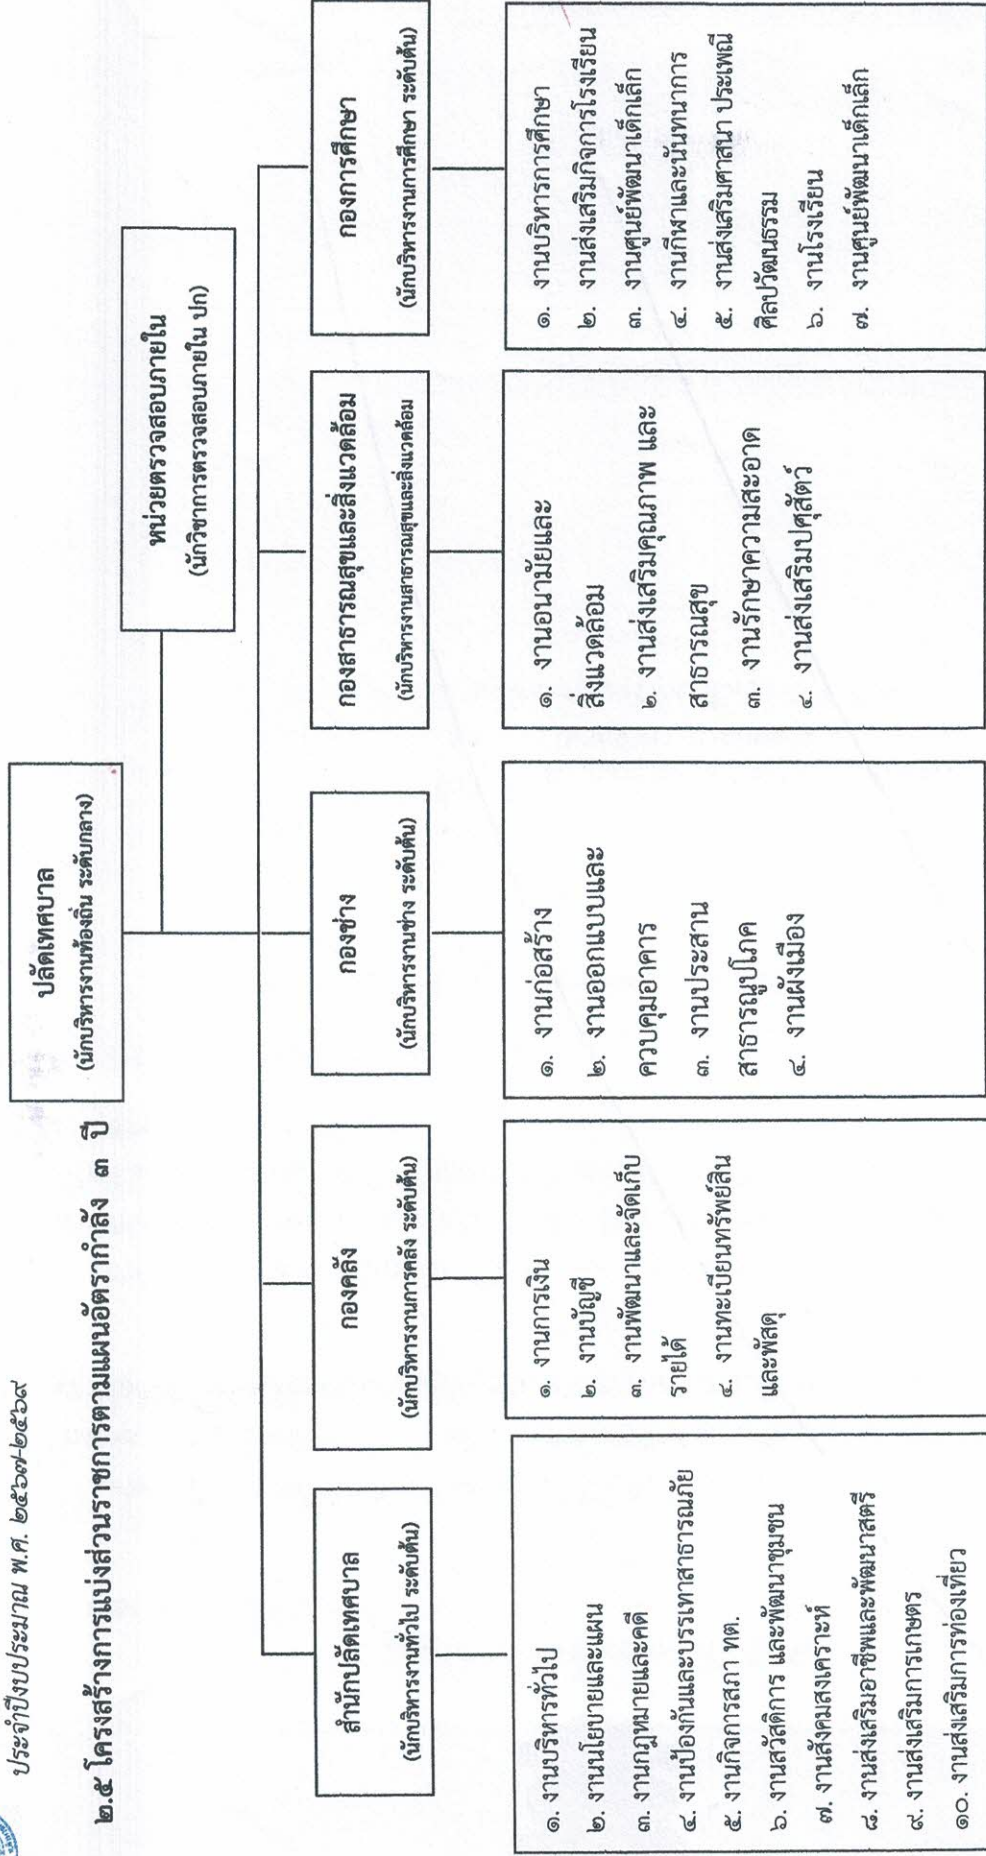 ประจำปีงบประมาณ พ.ศ. ๒๕๖๗-๒๕๖๙
๒.๕ โครงสร้างการแบ่งส่วนราชการตามแผนอัตรากำลัง ๓ ปี
ปลัดเทศบาล
(นักบริหารงานท้องถิ่น ระดับกลาง)
หน่วยตรวจสอบภายใน
(นักวิชาการตรวจสอบภายใน ปก)
สำนักปลัดเทศบาล
(นักบริหารงานทั่วไป ระดับต้น)
๑. งานบริหารทั่วไป
๒. งานนโยบายและแผน
๓. งานกฎหมายและคดี
๔. งานป้องกันและบรรเทาสาธารณภัย
๕. งานกิจการสภา ทต.
๖. งานสวัสดิการ และพัฒนาชุมชน
๗. งานสังคมสงเคราะห์
๘. งานส่งเสริมอาชีพและพัฒนาสตรี
๙. งานส่งเสริมการเกษตร
๑๐. งานส่งเสริมการท่องเที่ยว
กองคลัง
(นักบริหารงานการคลัง ระดับต้น)
๑. งานการเงิน
๒. งานบัญชี
๓. งานพัฒนาและจัดเก็บ
รายได้
๔. งานทะเบียนทรัพย์สิน
และพัสดุ
กองช่าง
(นักบริหารงานช่าง ระดับต้น)
๑. งานก่อสร้าง
๒. งานออกแบบและ
ควบคุมอาคาร
๓. งานประสาน
สาธารณูปโภค
๔. งานผังเมือง
กองสาธารณสุขและสิ่งแวดล้อม
(นักบริหารงานสาธารณสุขและสิ่งแวดล้อม
๑. งานอนามัยและ
สิ่งแวดล้อม
๒. งานส่งเสริมคุณภาพ และ
สาธารณสุข
๓. งานรักษาความสะอาด
๔. งานส่งเสริมปศุสัตว์
กองการศึกษา
(นักบริหารงานการศึกษา ระดับต้น)
๑. งานบริหารการศึกษา
๒. งานส่งเสริมกิจการโรงเรียน
๓. งานศูนย์พัฒนาเด็กเล็ก
๔. งานกีฬาและนันทนาการ
๕. งานส่งเสริมศาสนา ประเพณี
ศิลปวัฒนธรรม
๖. งานโรงเรียน
๗. งานศูนย์พัฒนาเด็กเล็ก